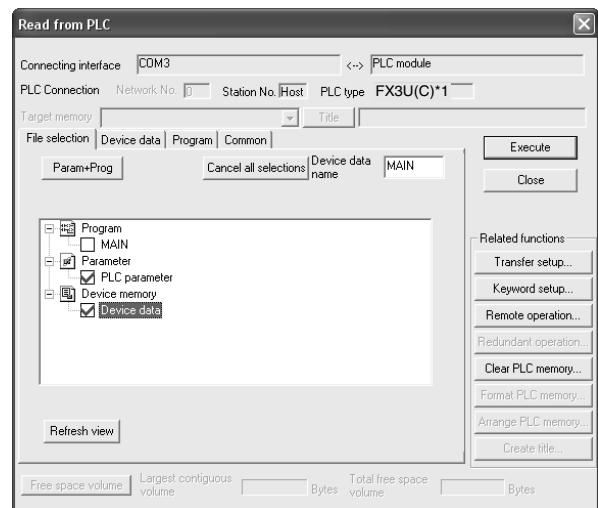 Read from PLC
Connecting interface COM3 <--> PLC module
PLC Connection Network No. 0 Station No. Host PLC type FX3U(C)*1
Target memory Title
File selection Device data Program Common
Execute
Param+Prog Cancel all selections Device data name MAIN
Close
Program
MAIN
Parameter
PLC parameter
Device memory
Device data
Refresh view
Related functions
Transfer setup...
Keyword setup...
Remote operation...
Redundant operation...
Clear PLC memory...
Format PLC memory...
Arrange PLC memory...
Create title...
Free space volume Largest contiguous volume Bytes Total free space volume Bytes